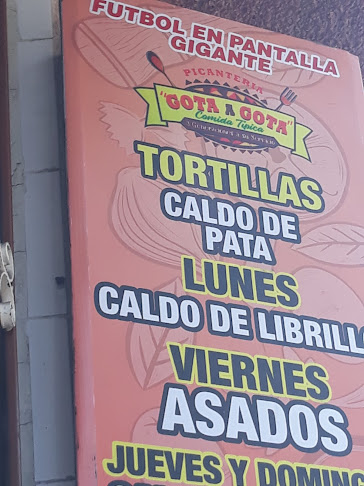 FUTBOL EN PANTALLA
GIGANTE
PICANTERIA
"GOTA A GOTA"
Comida Típica
TORTILLAS
CALDO DE
PATA
LUNES
CALDO DE LIBRILL
VIERNES
ASADOS
JUEVES Y DOMING